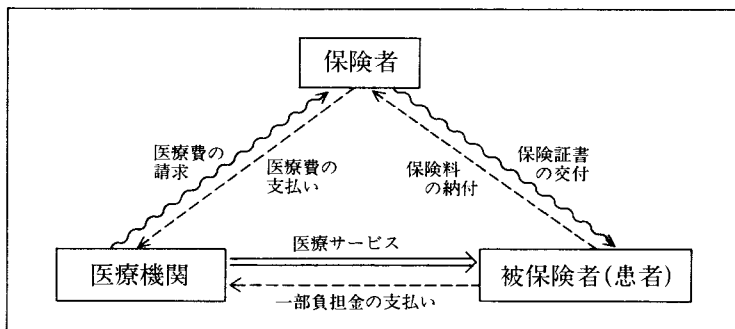 保険者
医療費の
請求
医療費の
支払い
保険料
の納付
保険証書
の交付
医療サービス
医療機関
被保険者(患者)
一部負担金の支払い